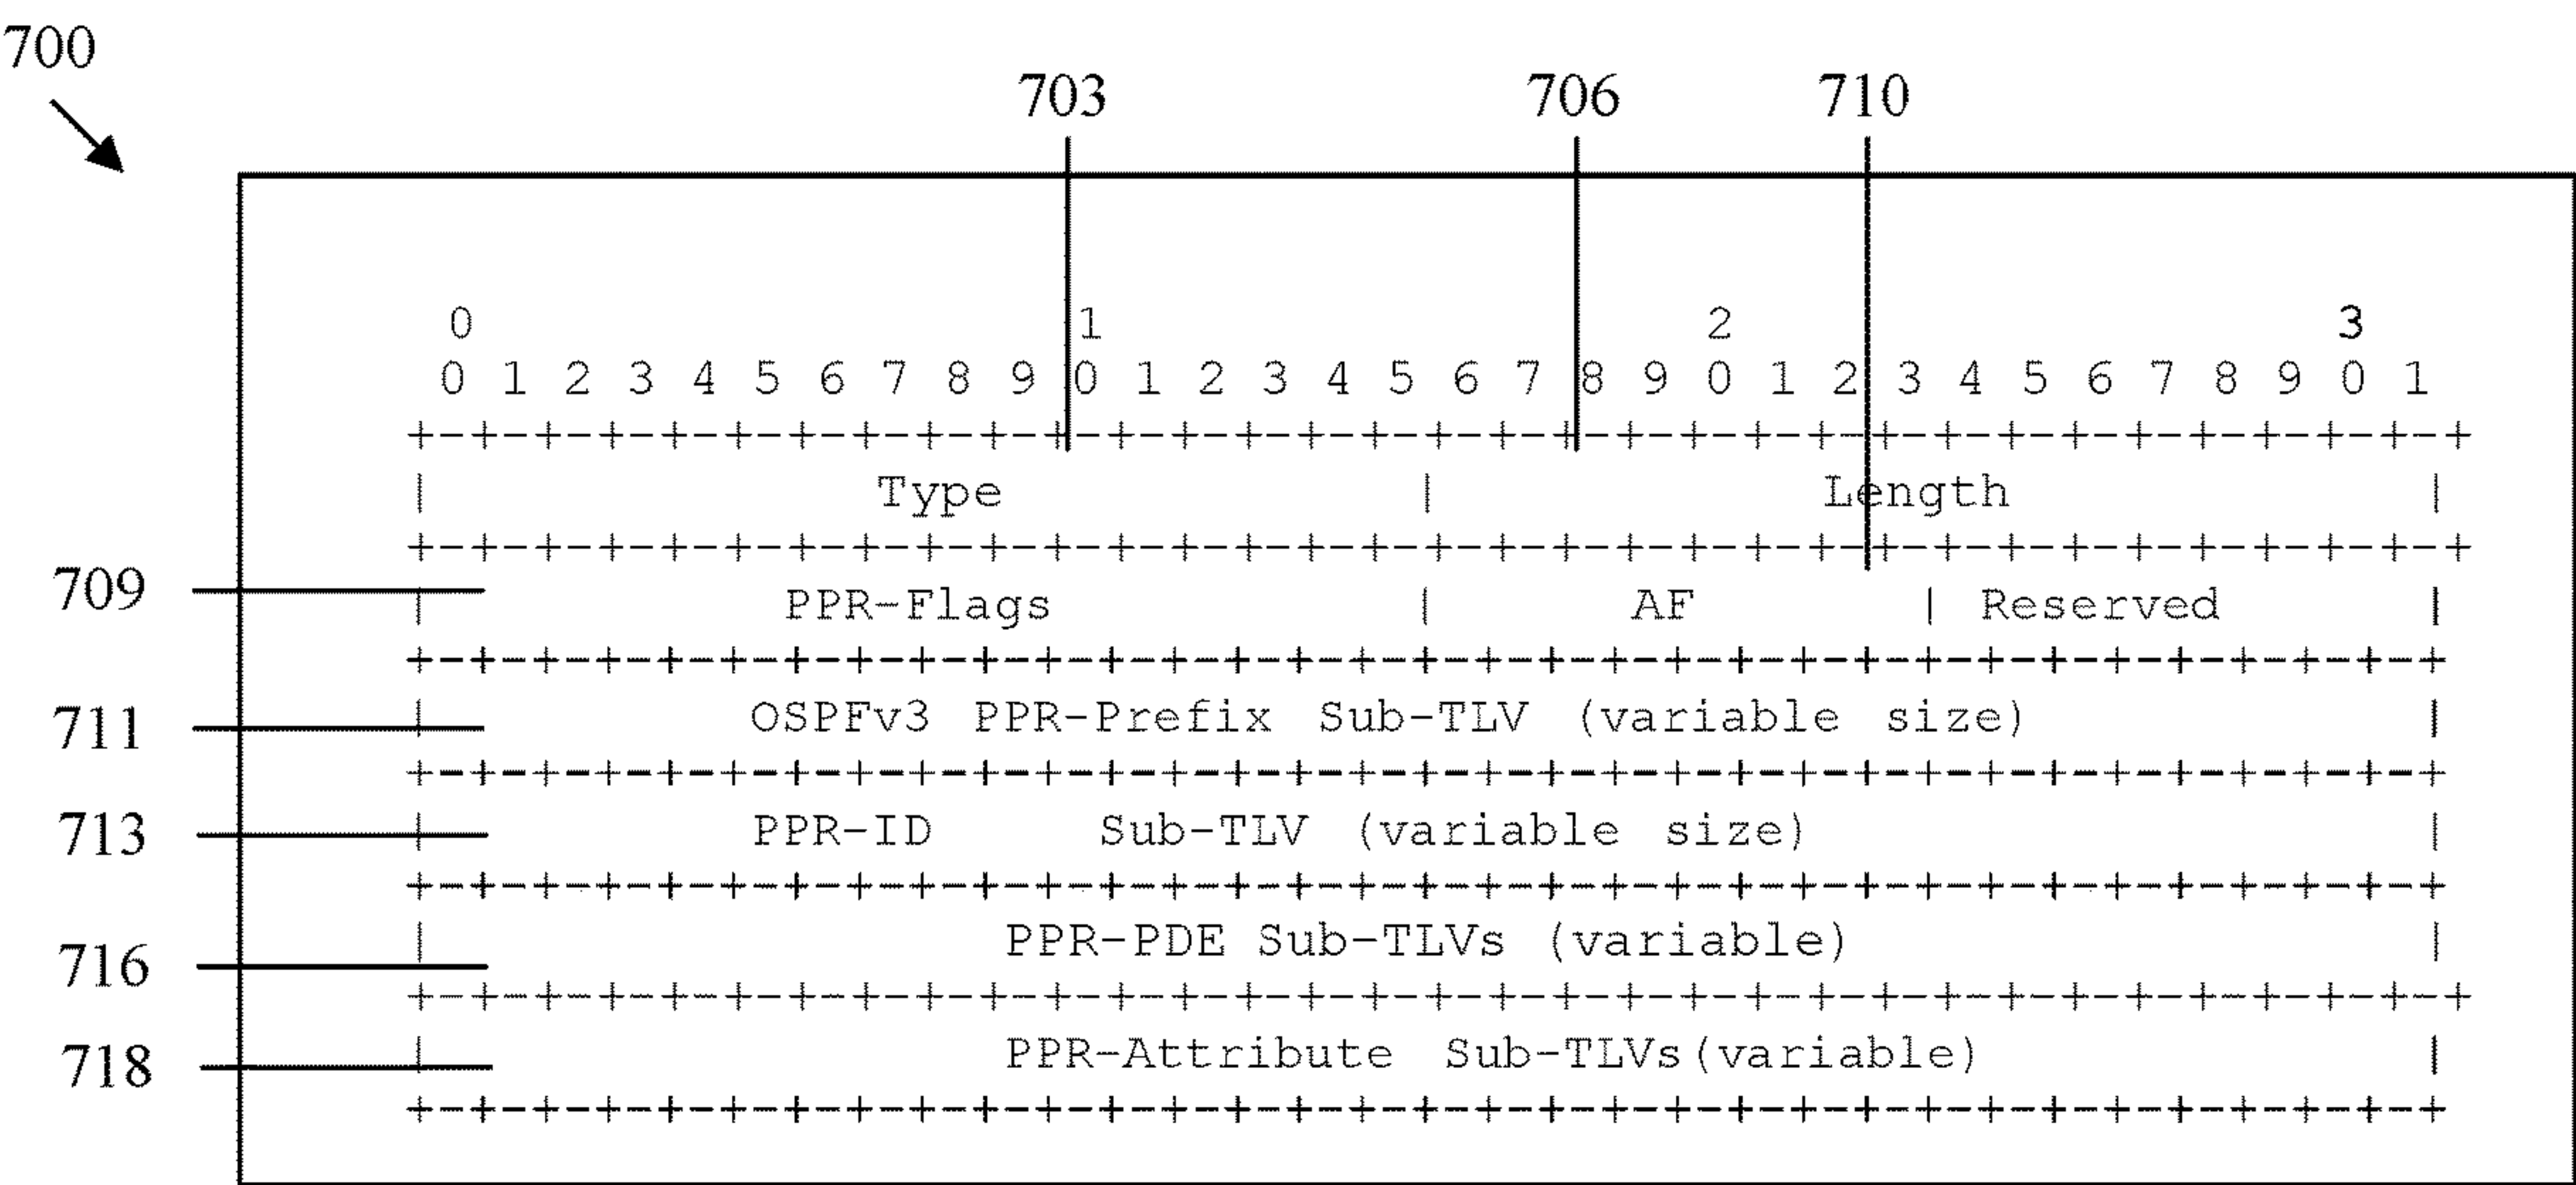 700
703 706 710
0 1 2 3
0 1 2 3 4 5 6 7 8 9 0 1 2 3 4 5 6 7 8 9 0 1 2 3 4 5 6 7 8 9 0 1
+-+-+-+-+-+-+-+-+-+-+-+-+-+-+-+-+-+-+-+-+-+-+-+-+-+-+-+-+-+-+-+-+
| Type | Length |
+-+-+-+-+-+-+-+-+-+-+-+-+-+-+-+-+-+-+-+-+-+-+-+-+-+-+-+-+-+-+-+-+
709 | PPR-Flags | AF | Reserved |
+-+-+-+-+-+-+-+-+-+-+-+-+-+-+-+-+-+-+-+-+-+-+-+-+-+-+-+-+-+-+-+-+
711 | OSPFv3 PPR-Prefix Sub-TLV (variable size) |
+-+-+-+-+-+-+-+-+-+-+-+-+-+-+-+-+-+-+-+-+-+-+-+-+-+-+-+-+-+-+-+-+
713 | PPR-ID Sub-TLV (variable size) |
+-+-+-+-+-+-+-+-+-+-+-+-+-+-+-+-+-+-+-+-+-+-+-+-+-+-+-+-+-+-+-+-+
716 | PPR-PDE Sub-TLVs (variable) |
+-+-+-+-+-+-+-+-+-+-+-+-+-+-+-+-+-+-+-+-+-+-+-+-+-+-+-+-+-+-+-+-+
718 | PPR-Attribute Sub-TLVs(variable) |
+-+-+-+-+-+-+-+-+-+-+-+-+-+-+-+-+-+-+-+-+-+-+-+-+-+-+-+-+-+-+-+-+